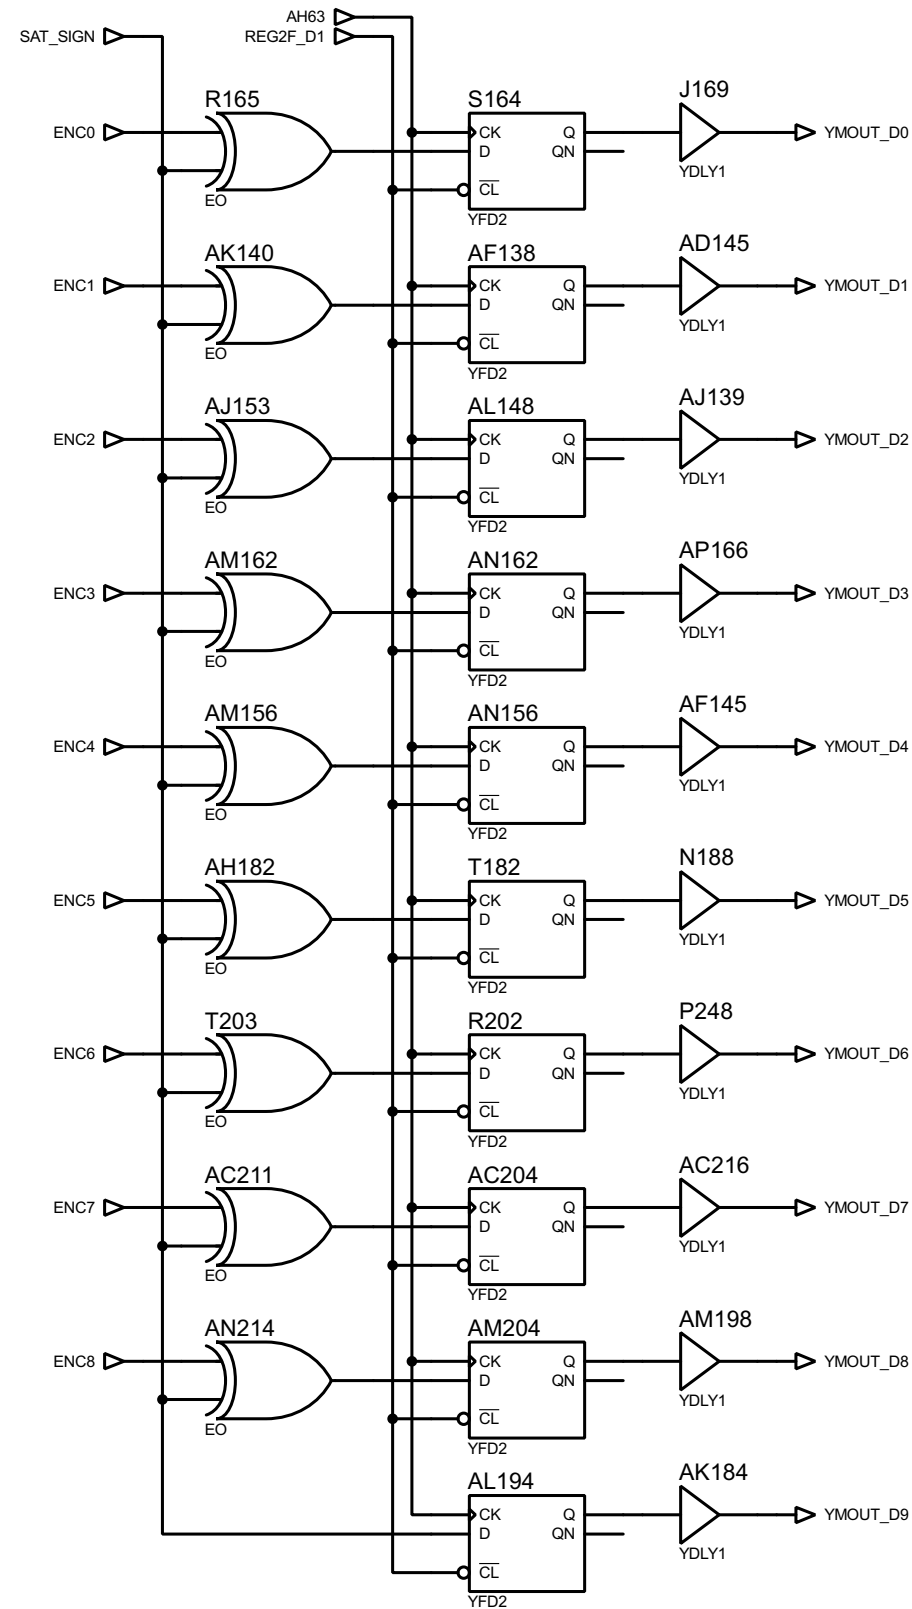 AH63
SAT_SIGN REG2F_D1
R165 S164 J169
ENC0 CK Q YMOUT_D0
D QN
EO CL YDLY1
YFD2
AK140 AF138 AD145
ENC1 CK Q YMOUT_D1
D QN
EO CL YDLY1
YFD2
AJ153 AL148 AJ139
ENC2 CK Q YMOUT_D2
D QN
EO CL YDLY1
YFD2
AM162 AN162 AP166
ENC3 CK Q YMOUT_D3
D QN
EO CL YDLY1
YFD2
AM156 AN156 AF145
ENC4 CK Q YMOUT_D4
D QN
EO CL YDLY1
YFD2
AH182 T182 N188
ENC5 CK Q YMOUT_D5
D QN
EO CL YDLY1
YFD2
T203 R202 P248
ENC6 CK Q YMOUT_D6
D QN
EO CL YDLY1
YFD2
AC211 AC204 AC216
ENC7 CK Q YMOUT_D7
D QN
EO CL YDLY1
YFD2
AN214 AM204 AM198
ENC8 CK Q YMOUT_D8
D QN
EO CL YDLY1
YFD2
AL194 AK184
CK Q YMOUT_D9
D QN
CL YDLY1
YFD2